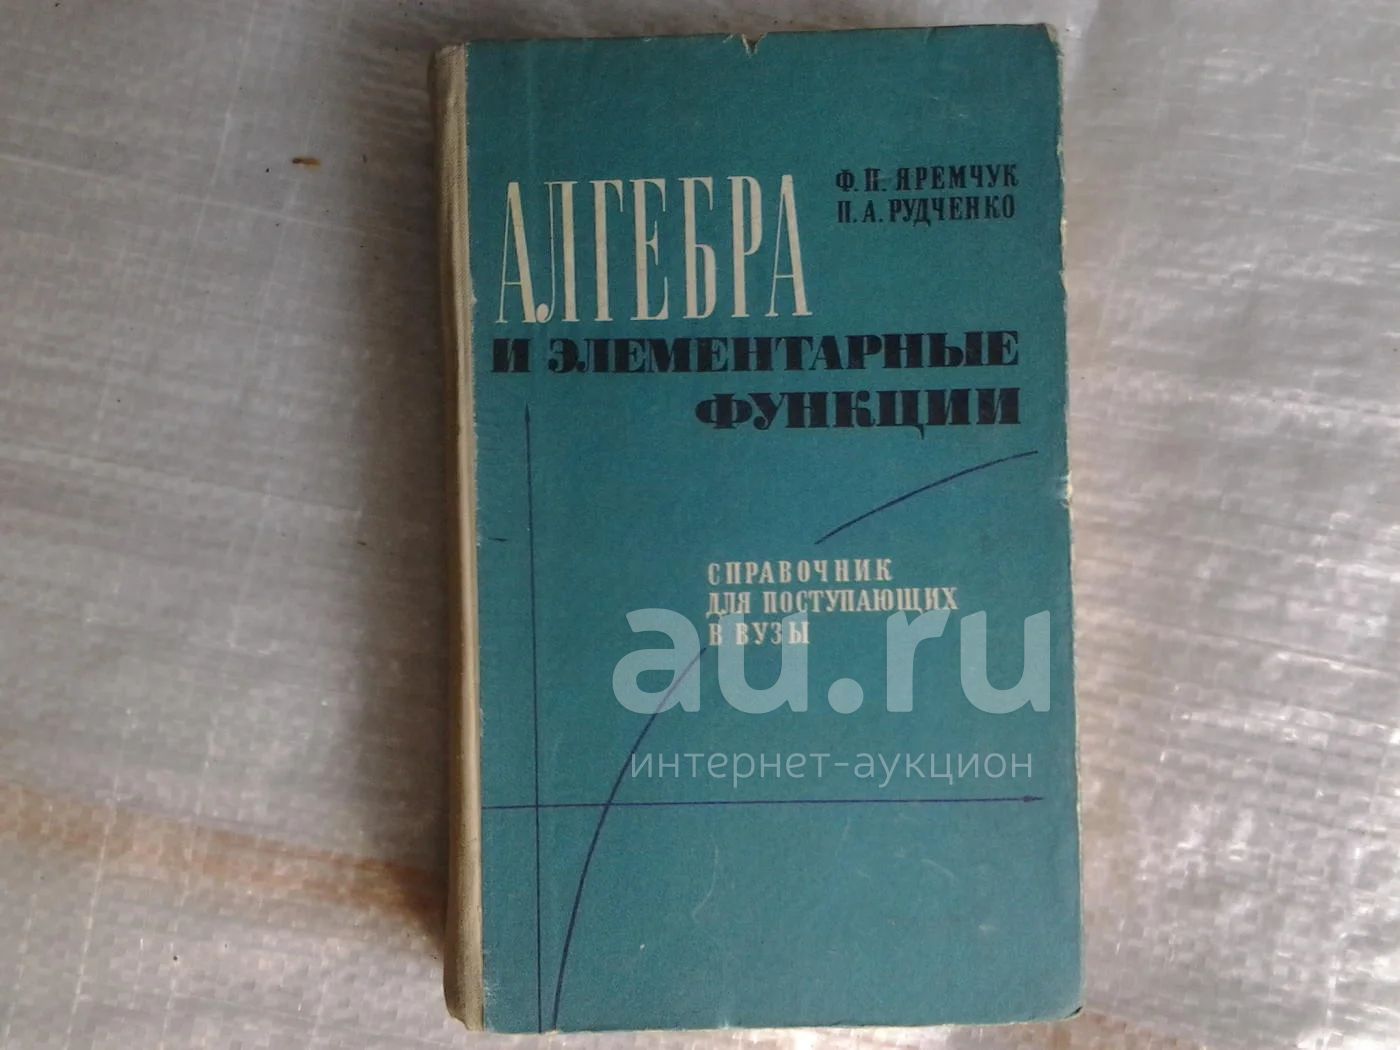 Ф. П. ЯРЕМЧУК
П. А. РУДЧЕНКО
АЛГЕБРА
И ЭЛЕМЕНТАРНЫЕ
ФУНКЦИИ
СПРАВОЧНИК
ДЛЯ ПОСТУПАЮЩИХ
В ВУЗЫ
au.ru
интернет-аукцион